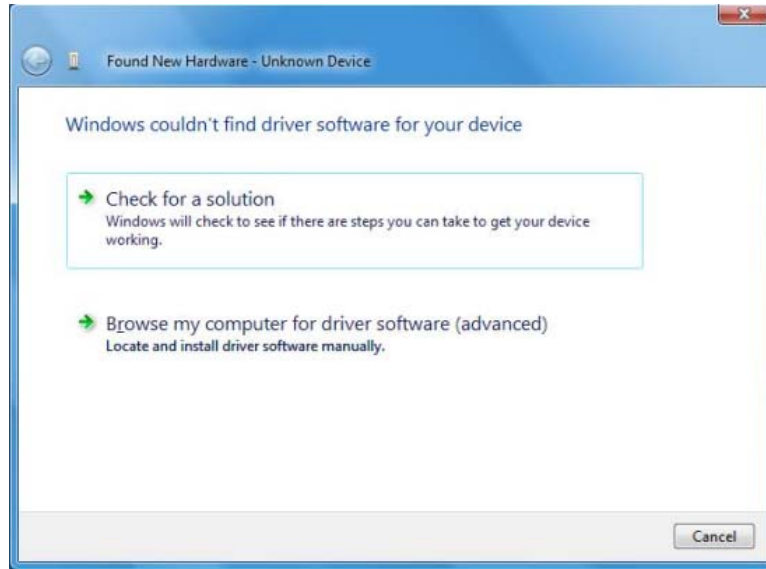 Found New Hardware - Unknown Device
Windows couldn't find driver software for your device
Check for a solution
Windows will check to see if there are steps you can take to get your device
working.
Browse my computer for driver software (advanced)
Locate and install driver software manually.
Cancel